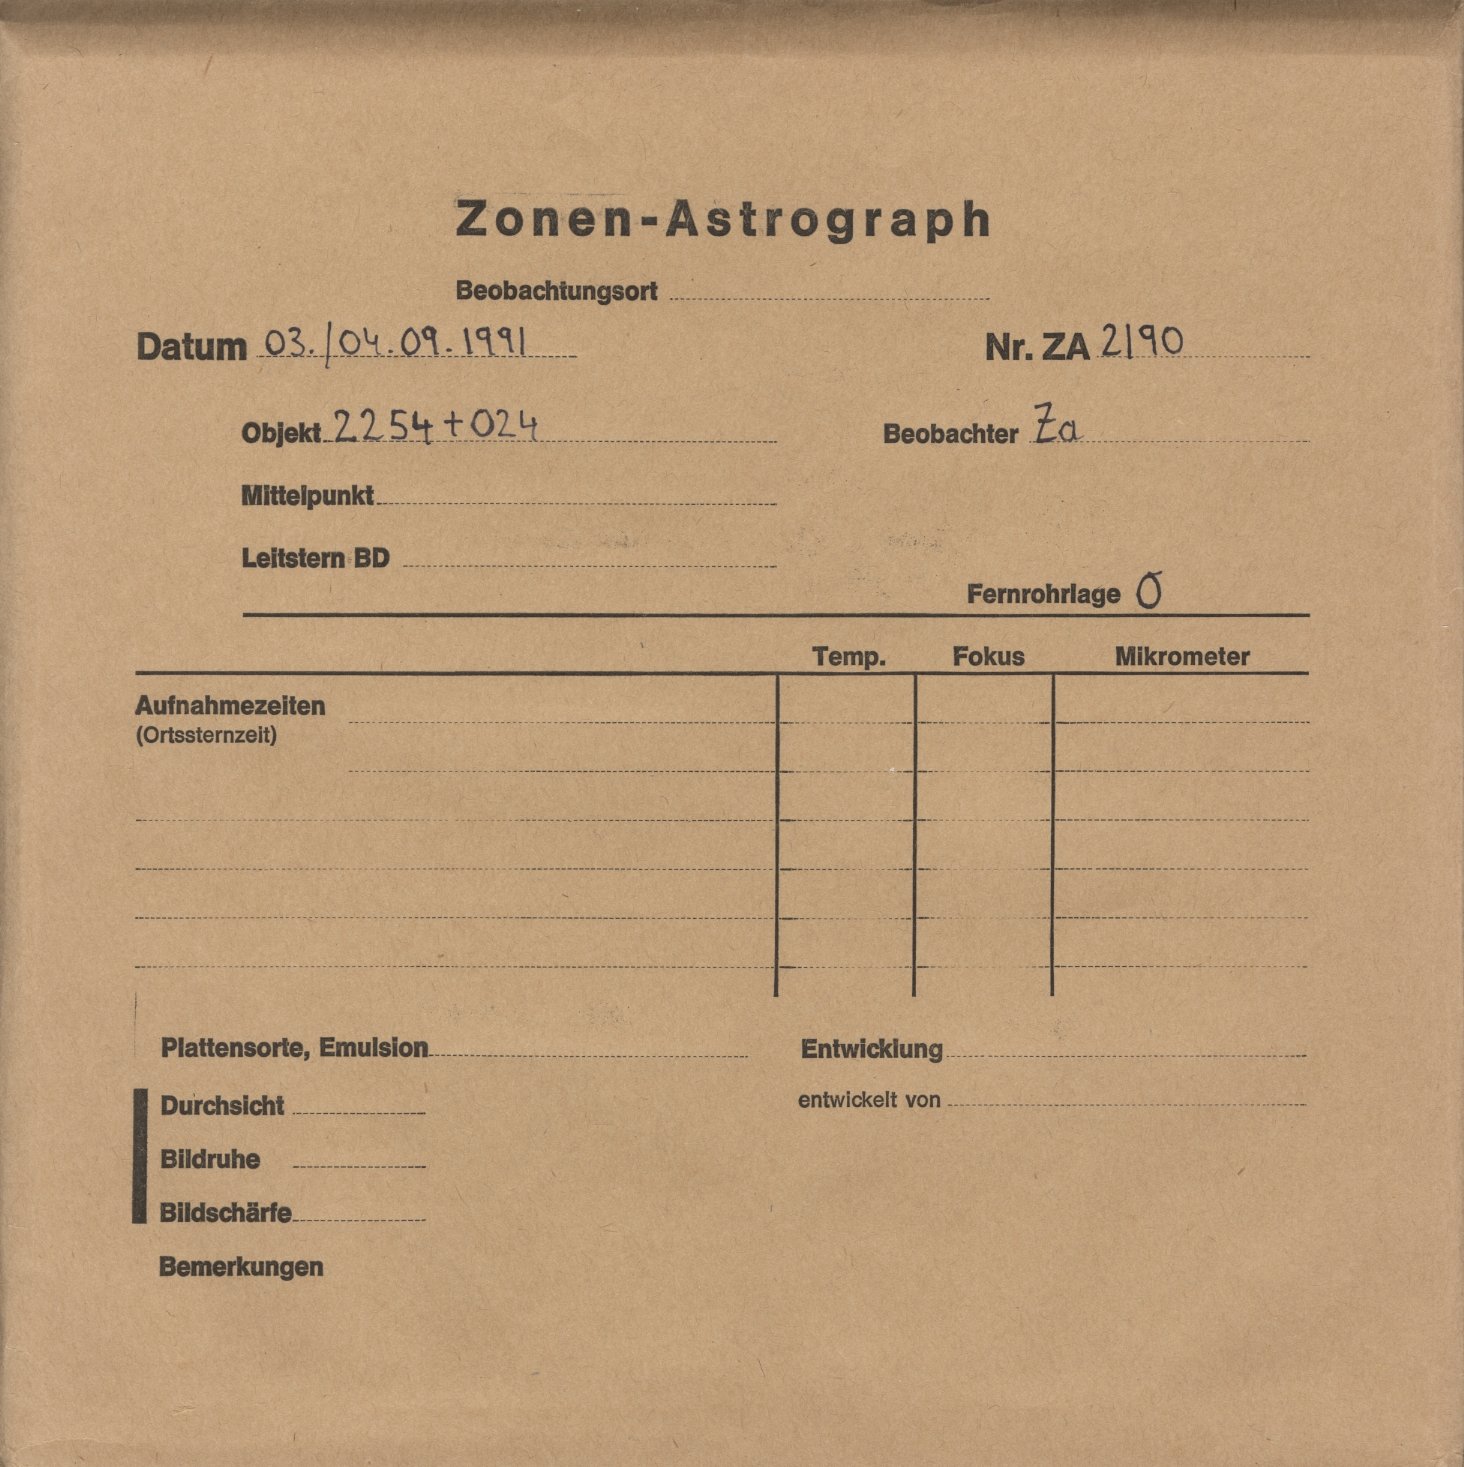 Zonen-Astrograph
Beobachtungsort
Datum 03./04.09.1991 Nr. ZA 2190
Objekt 2254+024 Beobachter Za
Mittelpunkt
Leitstern BD
Fernrohrlage O
Temp. Fokus Mikrometer
Aufnahmezeiten
(Ortssternzeit)
Plattensorte, Emulsion Entwicklung
Durchsicht entwickelt von
Bildruhe
Bildschärfe
Bemerkungen